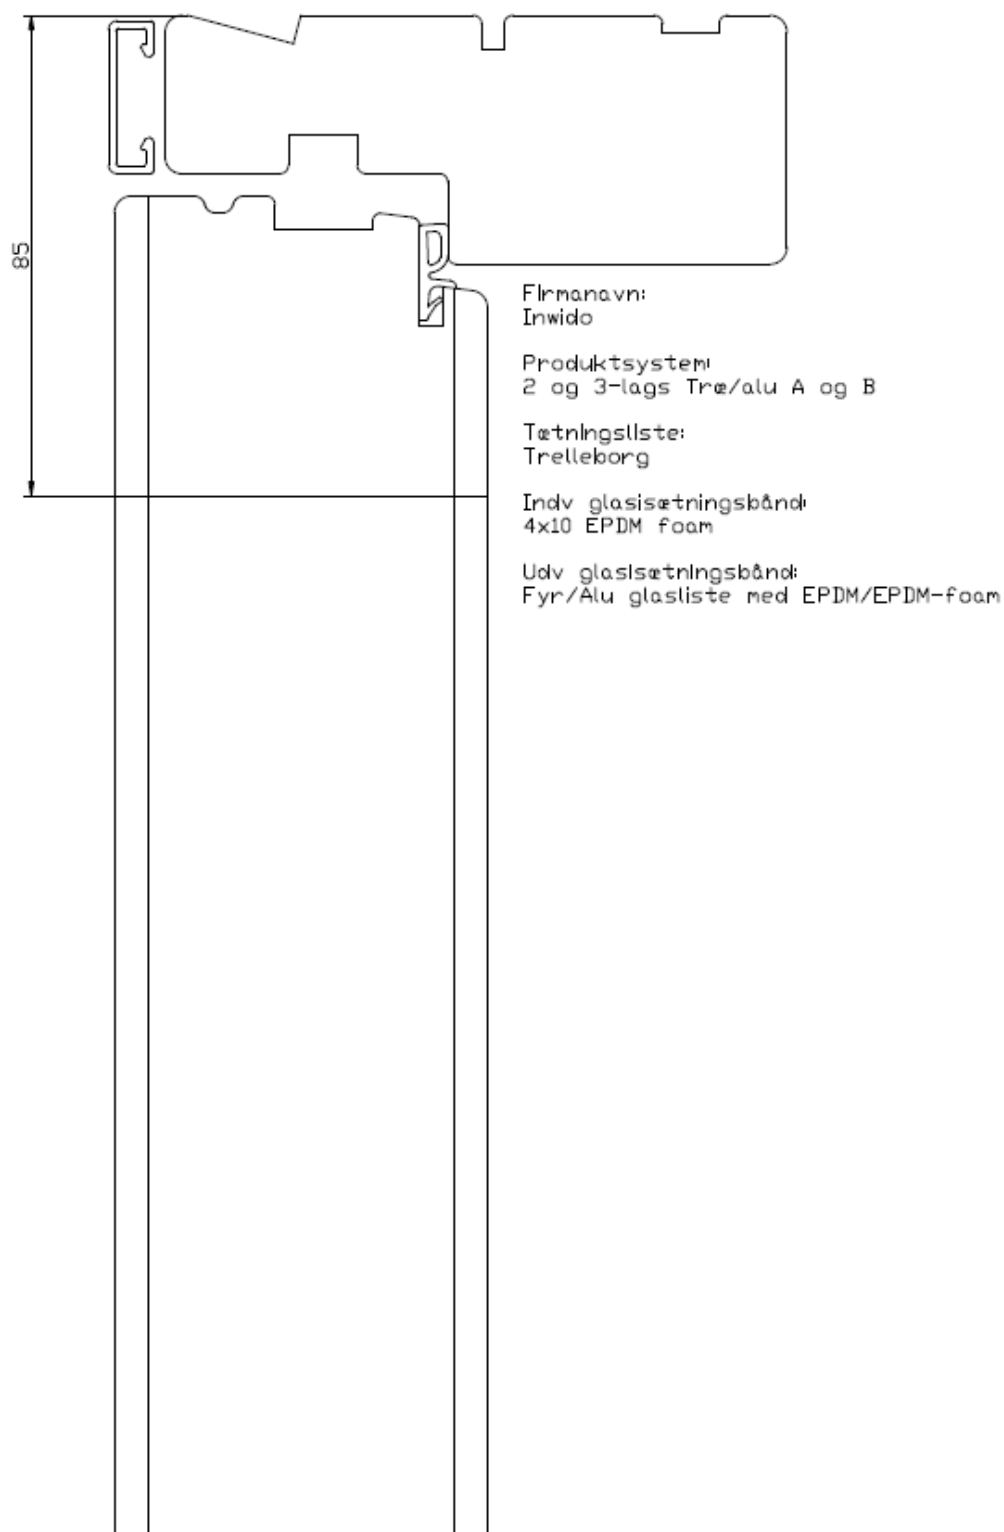 85
Firmanavn:
Inwido
Produktsystem:
2 og 3-lags Træ/alu A og B
Tætningsliste:
Trelleborg
Indv glasisætningsbånd:
4x10 EPDM foam
Udv glasisætningsbånd:
Fyr/Alu glasliste med EPDM/EPDM-foam